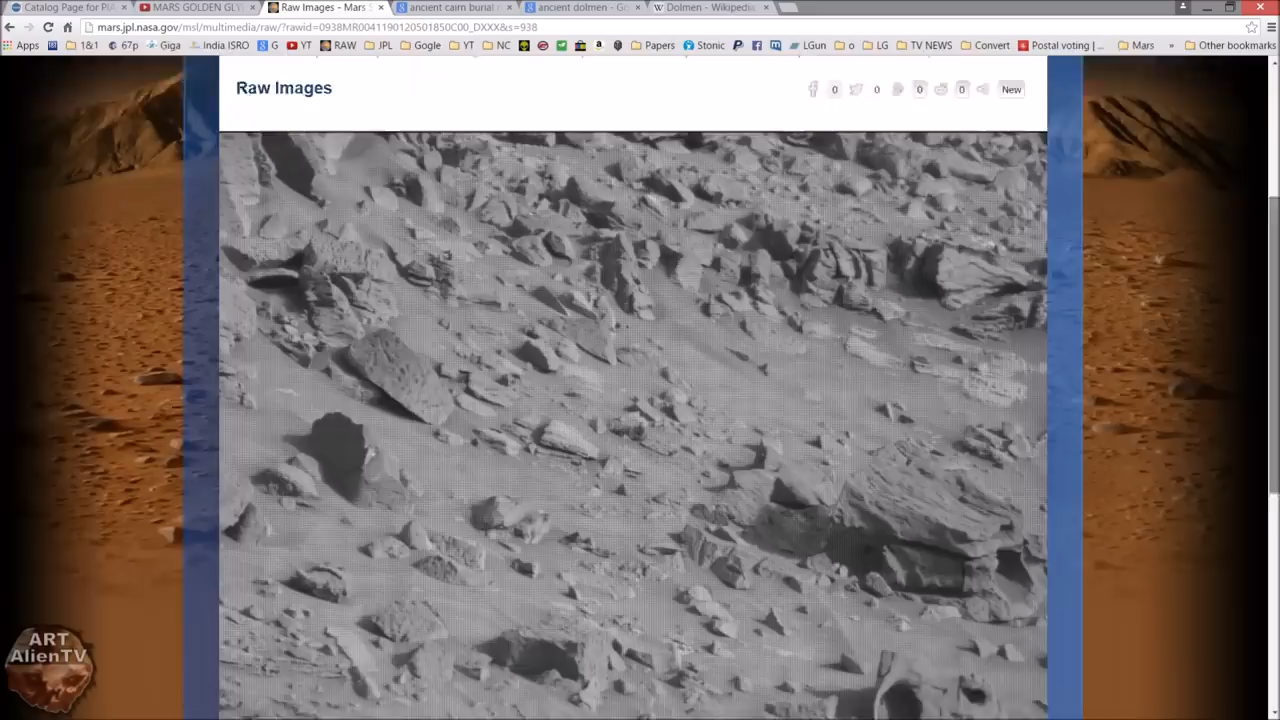 Catalog Page for PIA
MARS GOLDEN GLY
Raw Images - Mars S
ancient cairn burial
ancient dolmen - Go
Dolmen - Wikipedia,
mars.jpl.nasa.gov/msl/multimedia/raw/?rawid=0938MR0041190120501850C00_DXXX&s=938
Apps 18&1 67p Giga India ISRO G YT RAW JPL Gogle YT NC Papers Stonic LGun o LG TV NEWS Convert Postal voting | ... Mars » Other bookmarks
Raw Images 0 0 0 0 New
ART
AlienTV